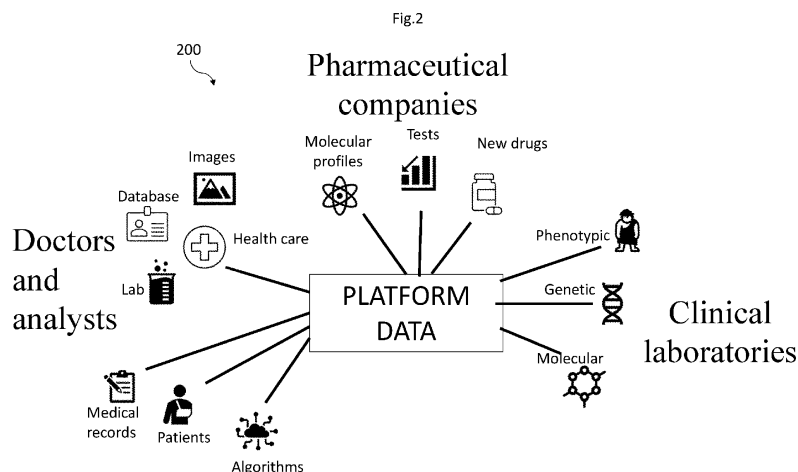 Fig.2
200
Pharmaceutical
companies
Molecular
profiles
Tests
New drugs
Images
Database
Health care
Lab
Doctors
and
analysts
PLATFORM
DATA
Phenotypic
Genetic
Molecular
Clinical
laboratories
Medical
records
Patients
Algorithms